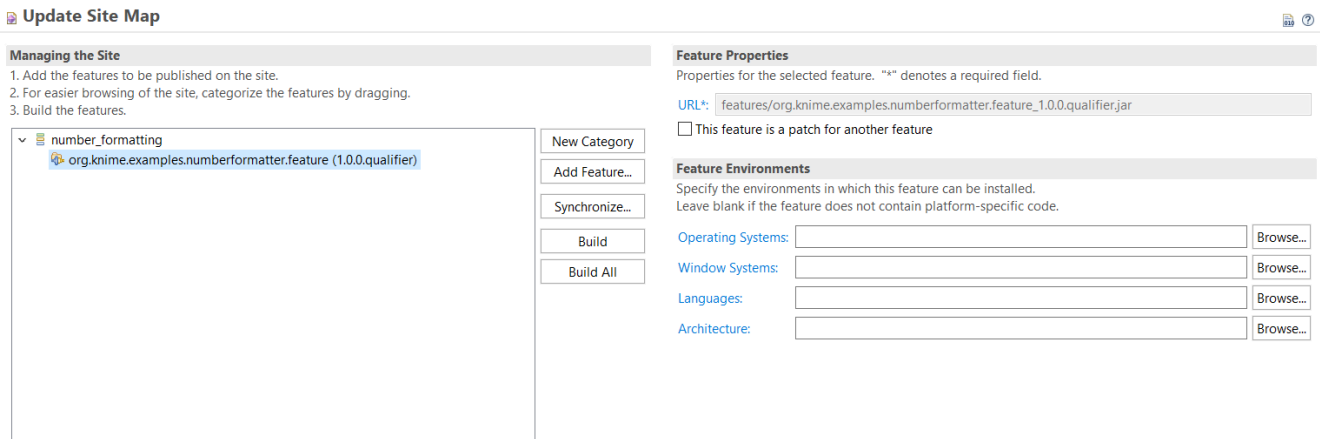 Update Site Map
Managing the Site
1. Add the features to be published on the site.
2. For easier browsing of the site, categorize the features by dragging.
3. Build the features.
number_formatting
org.knime.examples.numberformatter.feature (1.0.0.qualifier)
New Category
Add Feature...
Synchronize...
Build
Build All
Feature Properties
Properties for the selected feature. "*" denotes a required field.
URL*: features/org.knime.examples.numberformatter.feature_1.0.0.qualifier.jar
This feature is a patch for another feature
Feature Environments
Specify the environments in which this feature can be installed.
Leave blank if the feature does not contain platform-specific code.
Operating Systems: Browse...
Window Systems: Browse...
Languages: Browse...
Architecture: Browse...